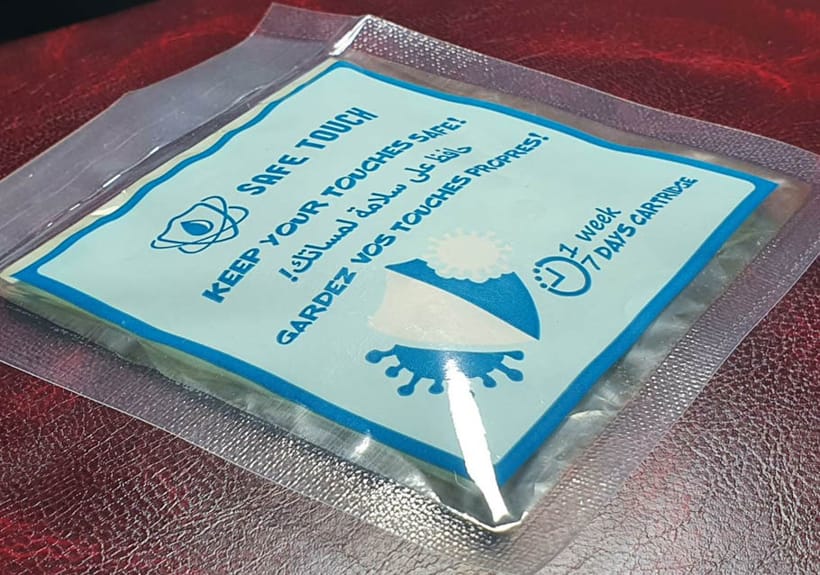 SAFE TOUCH
KEEP YOUR TOUCHES SAFE!
حافظ على سلامة لمساتك!
GARDEZ VOS TOUCHES PROPRES!
1 week
7 DAYS CARTRIDGE